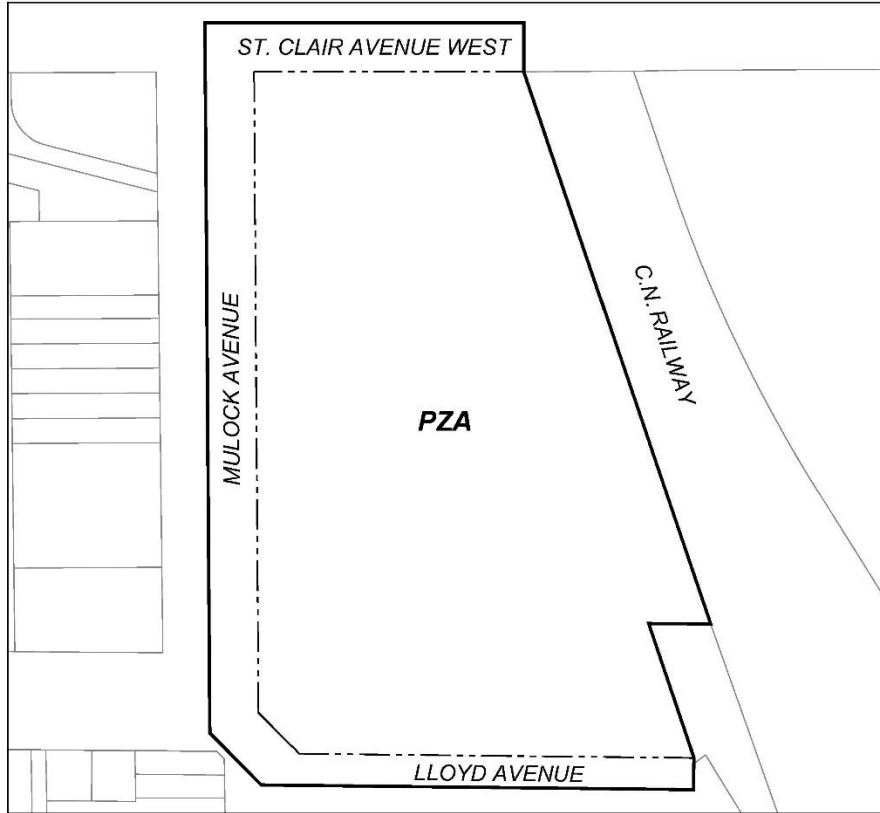 ST. CLAIR AVENUE WEST
C.N. RAILWAY
MULOCK AVENUE
PZA
LLOYD AVENUE